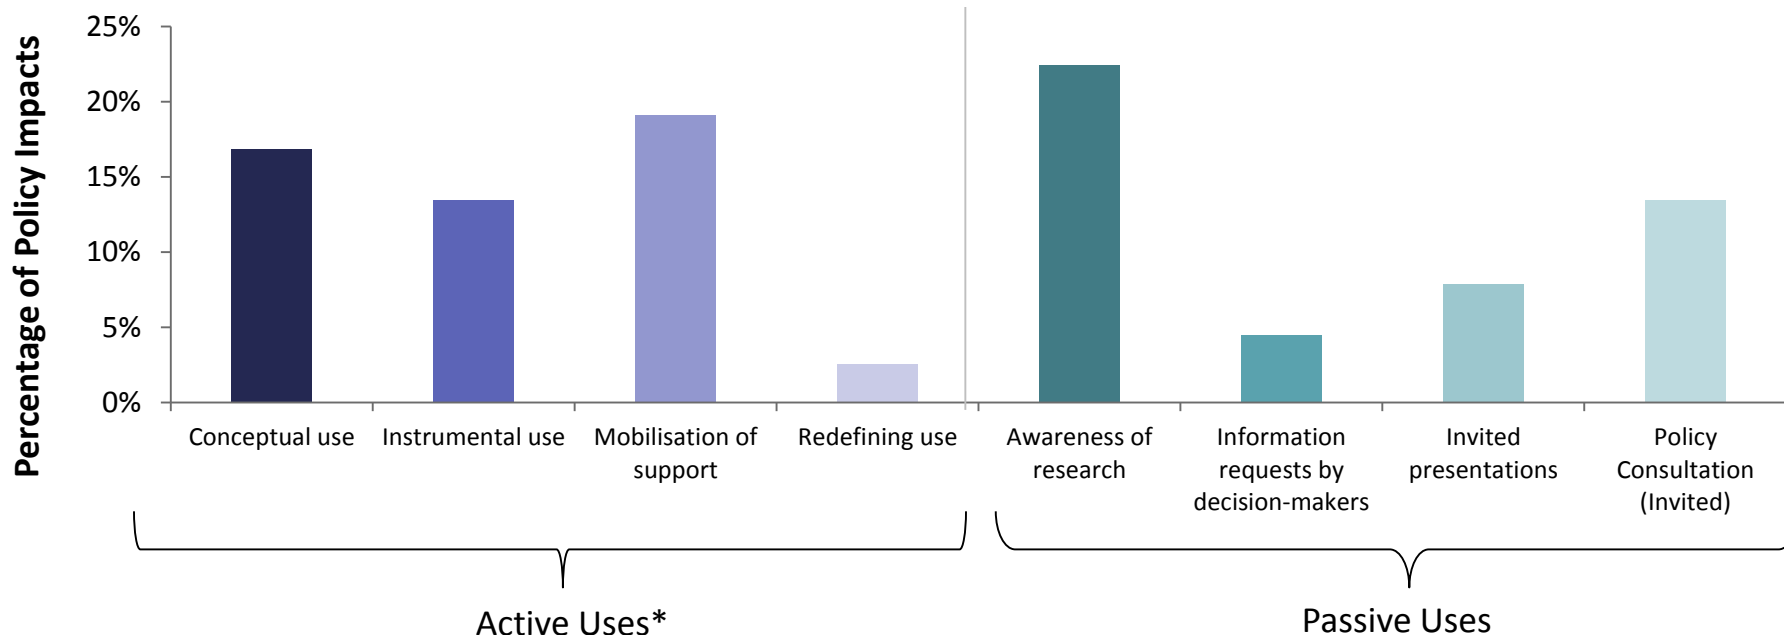 Percentage of Policy Impacts
25%
20%
15%
10%
5%
0%
Conceptual use
Instrumental use
Mobilisation of
support
Redefining use
Awareness of
research
Information
requests by
decision-makers
Invited
presentations
Policy
Consultation
(Invited)
Active Uses*
Passive Uses